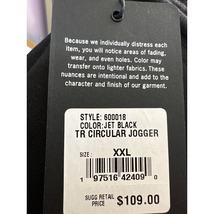 Because we individually distress each
item, you will notice areas of fading,
wear, and even holes. Color may
transfer onto lighter fabrics. These
nuances are intentional and add to the
character and finish of our garment.
STYLE: 600018
COLOR:JET BLACK
TR CIRCULAR JOGGER
SIZE:
XXL
1 97516 42409 0
SUGG RETAIL
PRICE $109.00